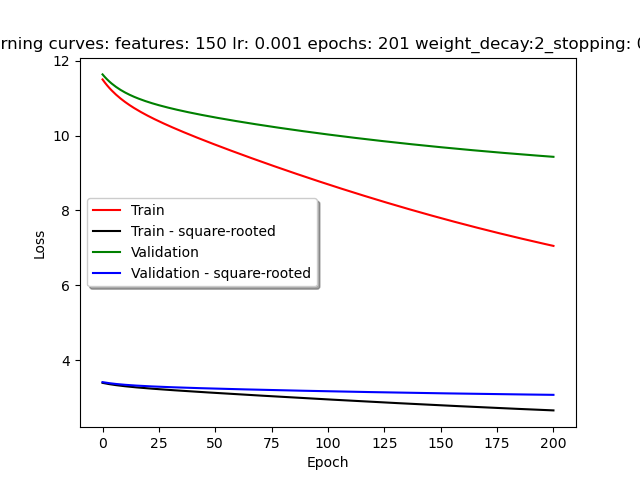 rning curves: features: 150 lr: 0.001 epochs: 201 weight_decay:2_stopping:
12
10
8
6
4
Loss
Train
Train - square-rooted
Validation
Validation - square-rooted
0 25 50 75 100 125 150 175 200
Epoch